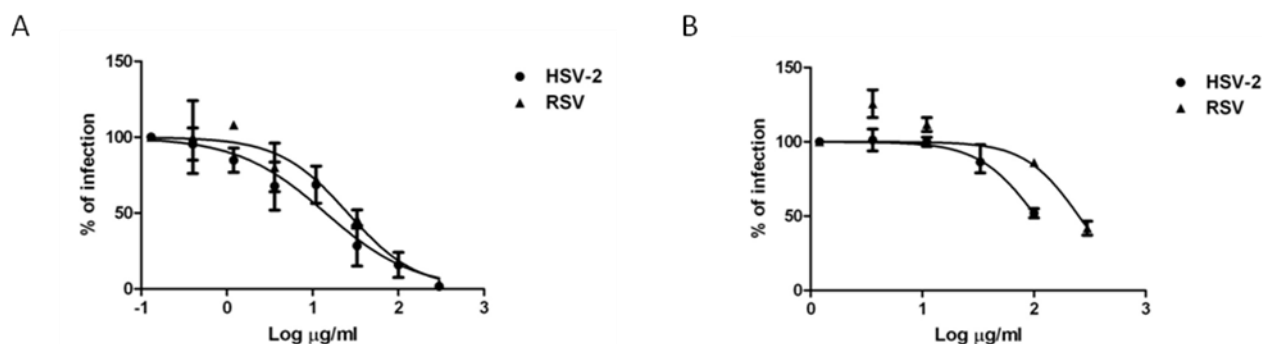 A
150
100
50
0
% of infection
-1 0 1 2 3
Log µg/ml
HSV-2
RSV
B
150
100
50
0
% of infection
0 1 2 3
Log µg/ml
HSV-2
RSV